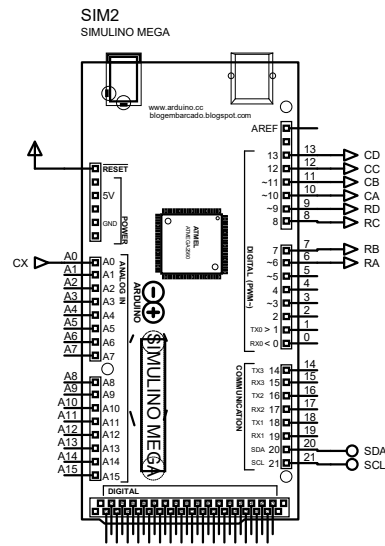 SIM2
SIMULINO MEGA
www.arduino.cc
blogembarcado.blogspot.com
AREF
RESET
5V
GND
POWER
13 13 CD
12 12 CC
~11 11 CB
~10 10 CA
~9 9 RD
8 8 RC
7 7 RB
~6 6 RA
~5 5
4 4
~3 3
2 2
TX0 > 1 1
RX0 < 0 0
DIGITAL (PWM~)
ATMEL
ATMEGA2560
CX A0 A0
A1 A1
A2 A2
A3 A3
A4 A4
A5 A5
A6 A6
A7 A7
ANALOG IN
ARDUINO
SIMULINO MEGA
A8 A8
A9 A9
A10 A10
A11 A11
A12 A12
A13 A13
A14 A14
A15 A15
TX3 14 14
RX3 15 15
TX2 16 16
RX2 17 17
TX1 18 18
RX1 19 19
SDA 20 20 SDA
SCL 21 21 SCL
COMMUNICATION
DIGITAL